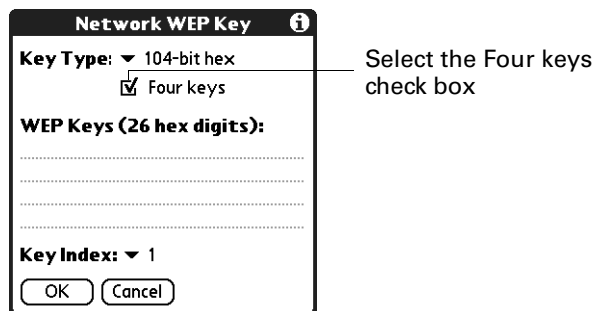 Network WEP Key
Key Type: 104-bit hex
Four keys
WEP Keys (26 hex digits):
Key Index: 1
OK Cancel
Select the Four keys
check box